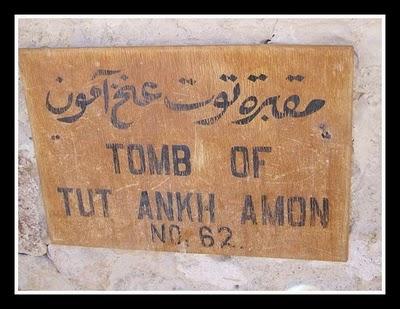 مقبرة توت عنخ آمون
TOMB OF
TUT ANKH AMON
NO. 62.